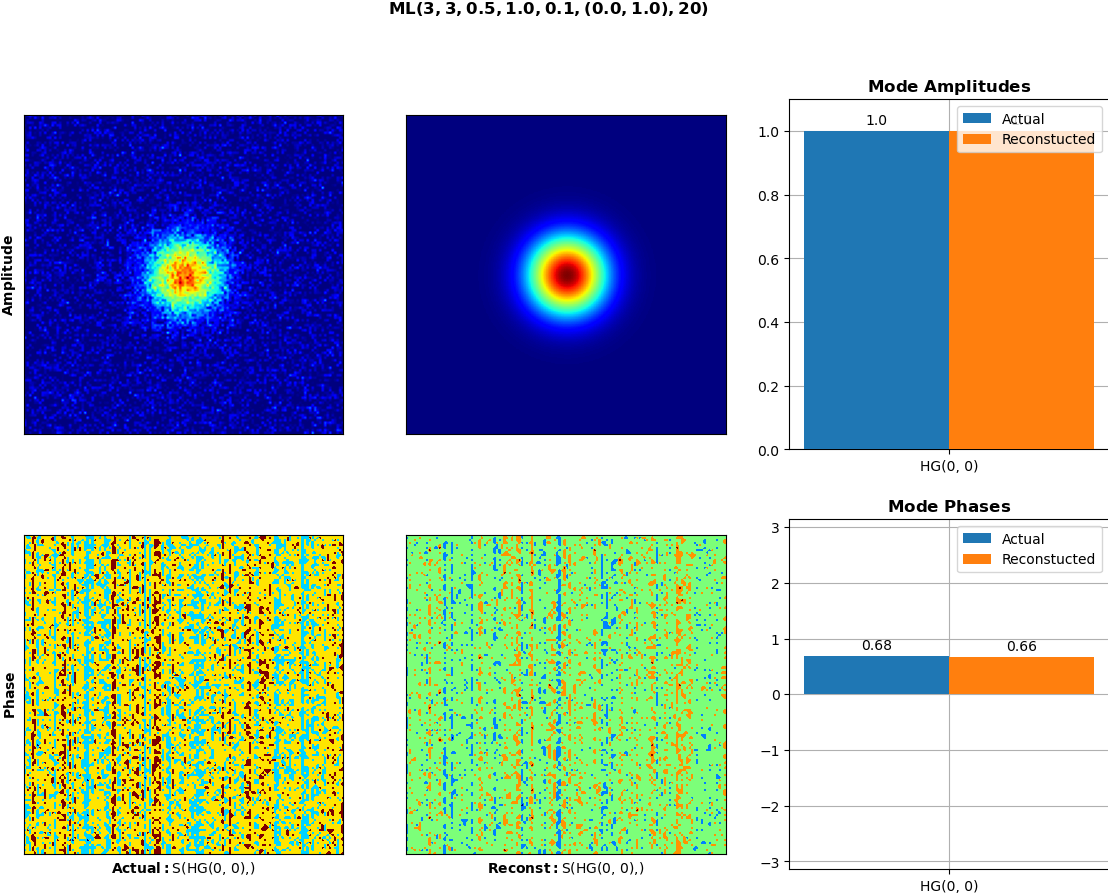 ML(3, 3, 0.5, 1.0, 0.1, (0.0, 1.0), 20)
Amplitude
Mode Amplitudes
1.0
Actual
Reconstucted
1.0
0.8
0.6
0.4
0.2
0.0
HG(0, 0)
Phase
Actual: S(HG(0, 0),)
Reconst: S(HG(0, 0),)
Mode Phases
Actual
Reconstucted
0.68
0.66
3
2
1
0
−1
−2
−3
HG(0, 0)